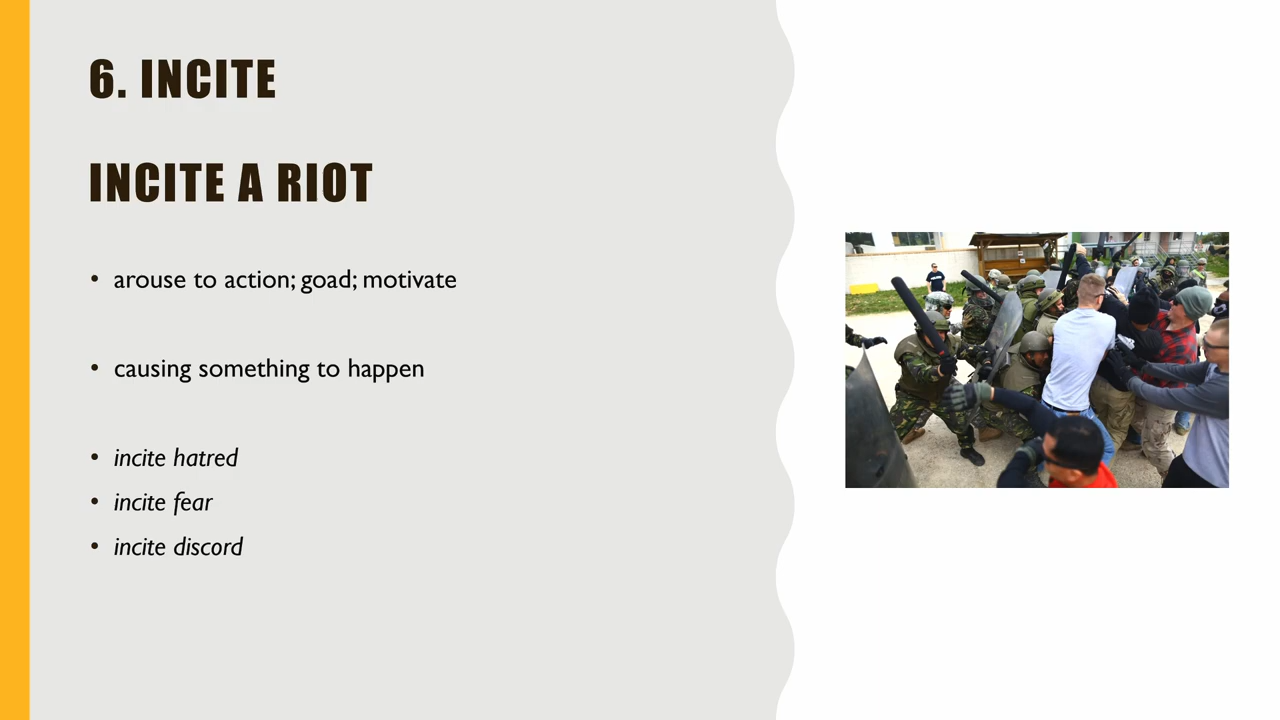 6. INCITE
INCITE A RIOT
• arouse to action; goad; motivate
• causing something to happen
• incite hatred
• incite fear
• incite discord